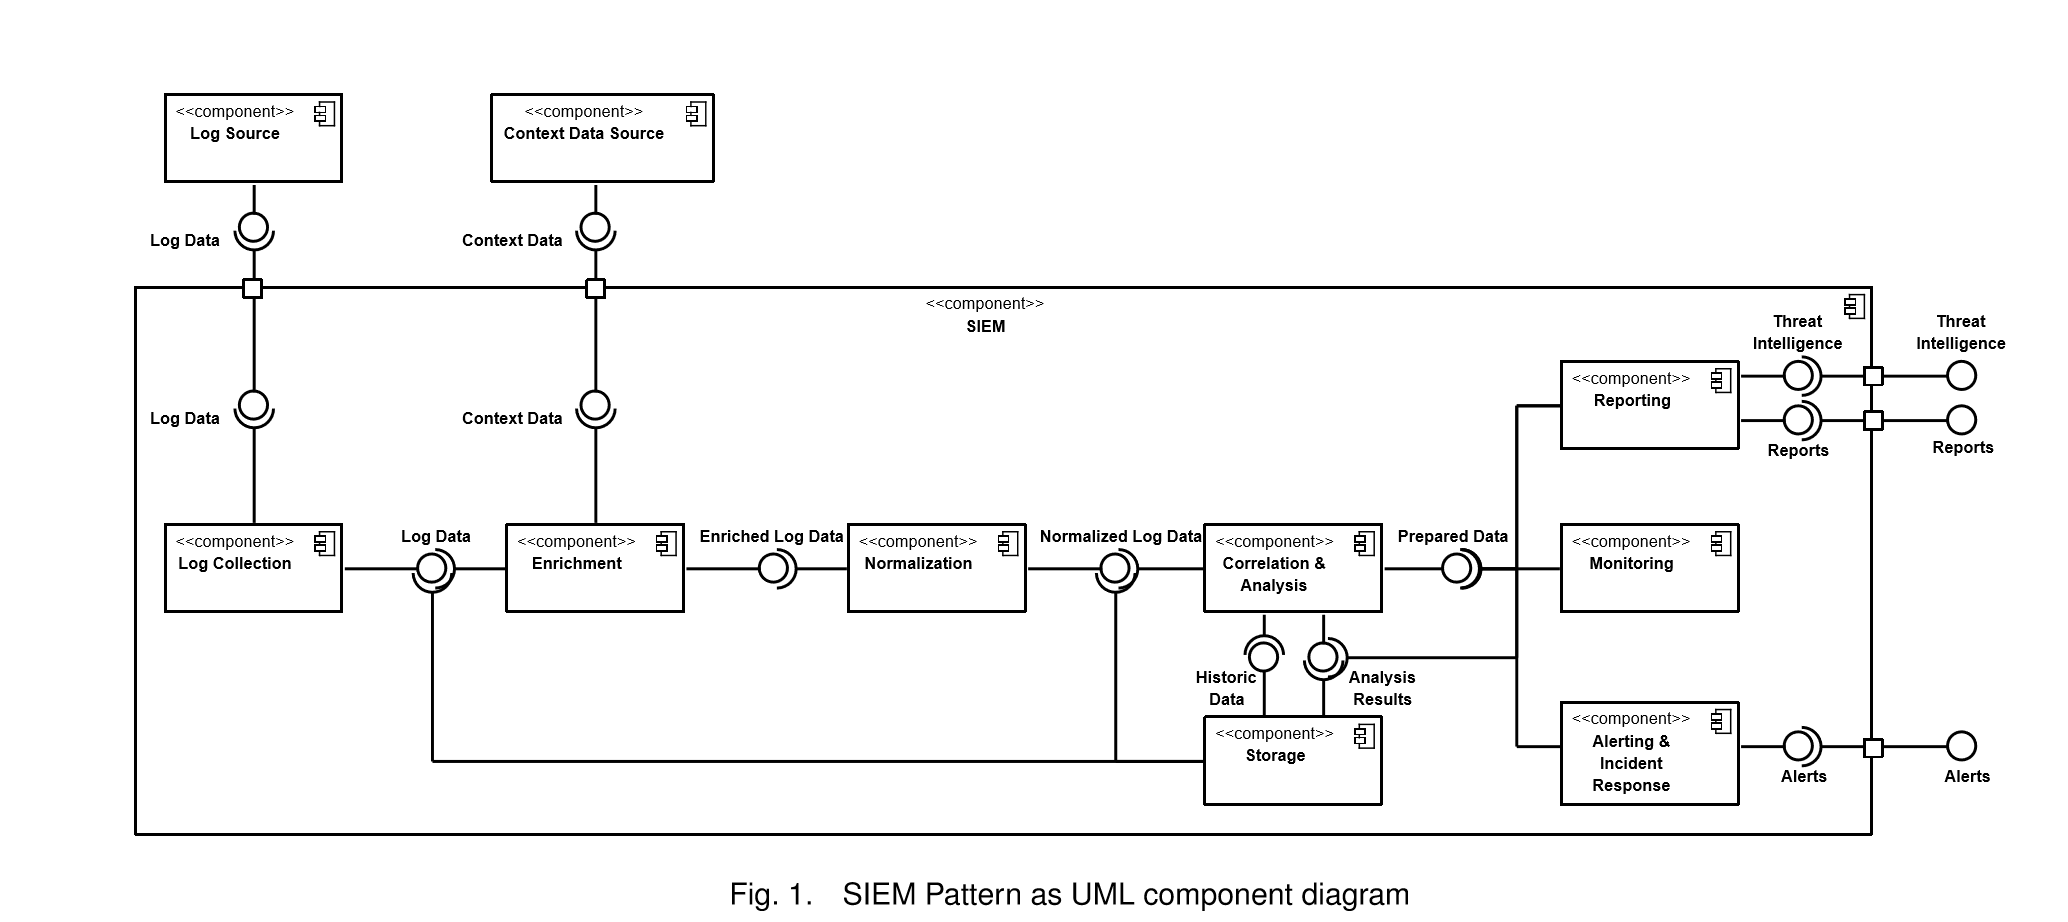 <<component>>
Log Source
<<component>>
Context Data Source
Log Data
Context Data
<<component>>
SIEM
Threat
Intelligence
Threat
Intelligence
<<component>>
Reporting
Reports
Reports
Log Data
Context Data
<<component>>
Log Collection
Log Data
<<component>>
Enrichment
Enriched Log Data
<<component>>
Normalization
Normalized Log Data
<<component>>
Correlation &
Analysis
Prepared Data
<<component>>
Monitoring
Historic
Data
Analysis
Results
<<component>>
Storage
<<component>>
Alerting &
Incident
Response
Alerts
Alerts
Fig. 1. SIEM Pattern as UML component diagram